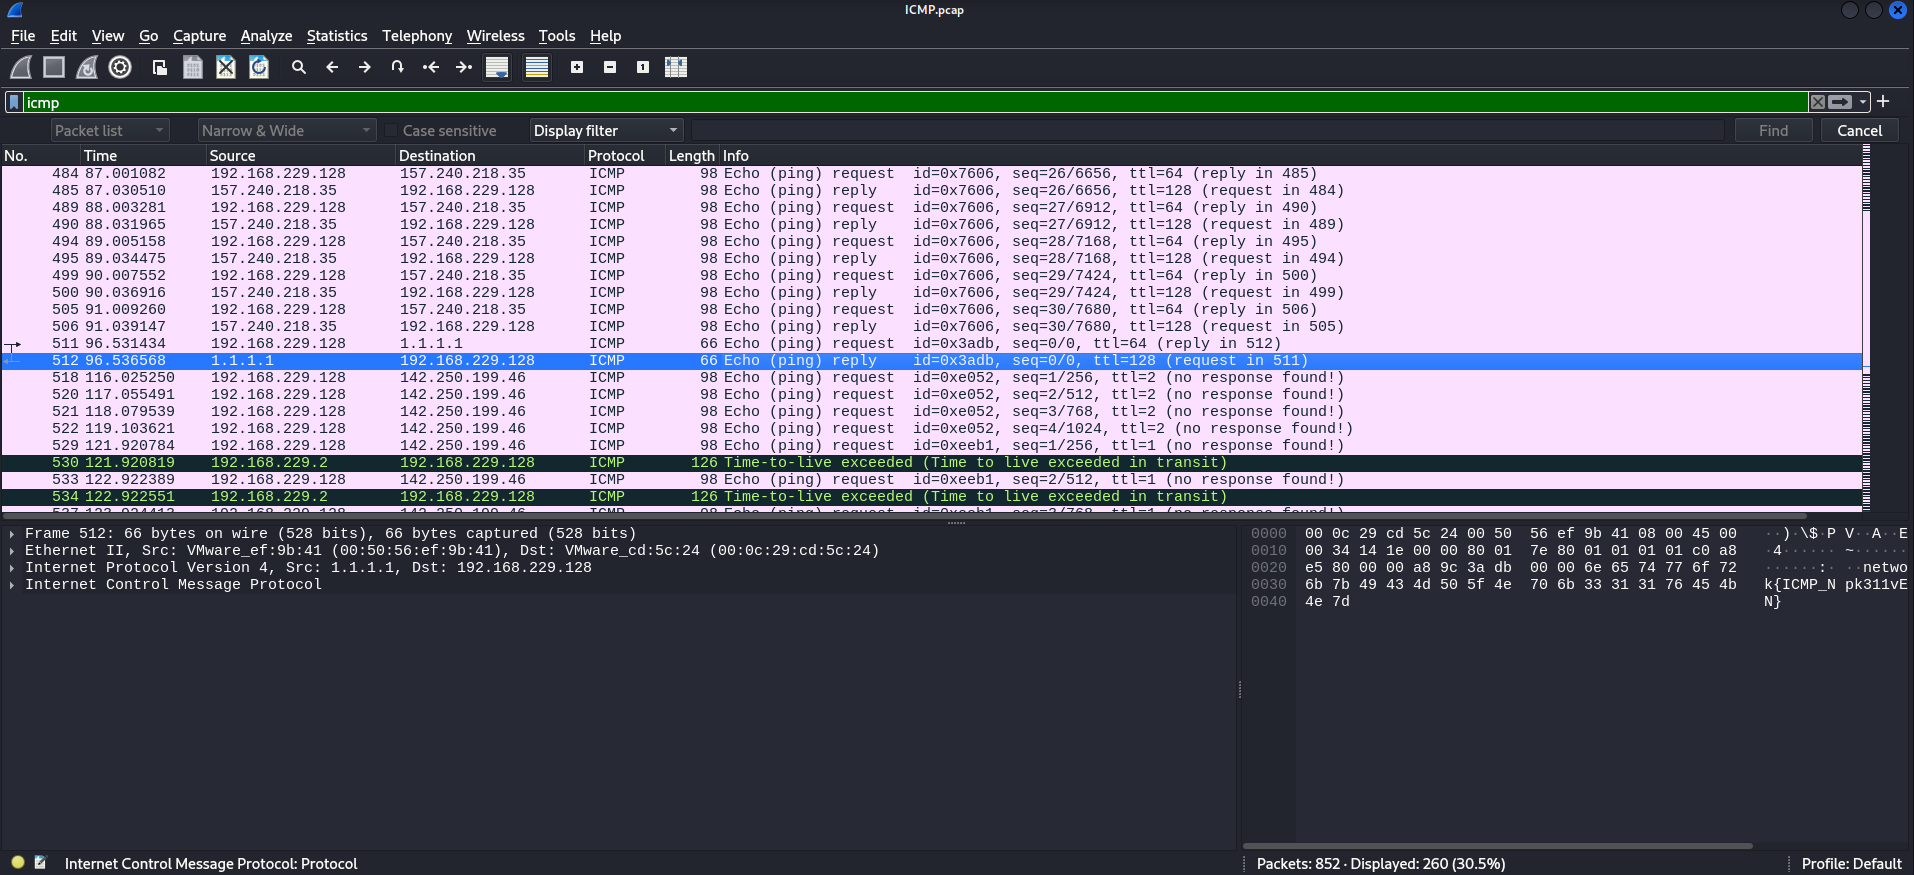 ICMP.pcap
File Edit View Go Capture Analyze Statistics Telephony Wireless Tools Help
icmp
Packet list Narrow & Wide Case sensitive Display filter Find Cancel
No. Time Source Destination Protocol Length Info
484 87.001082 192.168.229.128 157.240.218.35 ICMP 98 Echo (ping) request id=0x7606, seq=26/6656, ttl=64 (reply in 485)
485 87.030510 157.240.218.35 192.168.229.128 ICMP 98 Echo (ping) reply id=0x7606, seq=26/6656, ttl=128 (request in 484)
489 88.003281 192.168.229.128 157.240.218.35 ICMP 98 Echo (ping) request id=0x7606, seq=27/6912, ttl=64 (reply in 490)
490 88.031965 157.240.218.35 192.168.229.128 ICMP 98 Echo (ping) reply id=0x7606, seq=27/6912, ttl=128 (request in 489)
494 89.005158 192.168.229.128 157.240.218.35 ICMP 98 Echo (ping) request id=0x7606, seq=28/7168, ttl=64 (reply in 495)
495 89.034475 157.240.218.35 192.168.229.128 ICMP 98 Echo (ping) reply id=0x7606, seq=28/7168, ttl=128 (request in 494)
499 90.007552 192.168.229.128 157.240.218.35 ICMP 98 Echo (ping) request id=0x7606, seq=29/7424, ttl=64 (reply in 500)
500 90.036916 157.240.218.35 192.168.229.128 ICMP 98 Echo (ping) reply id=0x7606, seq=29/7424, ttl=128 (request in 499)
505 91.009260 192.168.229.128 157.240.218.35 ICMP 98 Echo (ping) request id=0x7606, seq=30/7680, ttl=64 (reply in 506)
506 91.039147 157.240.218.35 192.168.229.128 ICMP 98 Echo (ping) reply id=0x7606, seq=30/7680, ttl=128 (request in 505)
511 96.531434 192.168.229.128 1.1.1.1 ICMP 66 Echo (ping) request id=0x3adb, seq=0/0, ttl=64 (reply in 512)
512 96.536568 1.1.1.1 192.168.229.128 ICMP 66 Echo (ping) reply id=0x3adb, seq=0/0, ttl=128 (request in 511)
518 116.025250 192.168.229.128 142.250.199.46 ICMP 98 Echo (ping) request id=0xe052, seq=1/256, ttl=2 (no response found!)
520 117.055491 192.168.229.128 142.250.199.46 ICMP 98 Echo (ping) request id=0xe052, seq=2/512, ttl=2 (no response found!)
521 118.079539 192.168.229.128 142.250.199.46 ICMP 98 Echo (ping) request id=0xe052, seq=3/768, ttl=2 (no response found!)
522 119.103621 192.168.229.128 142.250.199.46 ICMP 98 Echo (ping) request id=0xe052, seq=4/1024, ttl=2 (no response found!)
529 121.920784 192.168.229.128 142.250.199.46 ICMP 98 Echo (ping) request id=0xeeb1, seq=1/256, ttl=1 (no response found!)
530 121.920819 192.168.229.2 192.168.229.128 ICMP 126 Time-to-live exceeded (Time to live exceeded in transit)
533 122.922389 192.168.229.128 142.250.199.46 ICMP 98 Echo (ping) request id=0xeeb1, seq=2/512, ttl=1 (no response found!)
534 122.922551 192.168.229.2 192.168.229.128 ICMP 126 Time-to-live exceeded (Time to live exceeded in transit)
Frame 512: 66 bytes on wire (528 bits), 66 bytes captured (528 bits)
Ethernet II, Src: VMware_ef:9b:41 (00:50:56:ef:9b:41), Dst: VMware_cd:5c:24 (00:0c:29:cd:5c:24)
Internet Protocol Version 4, Src: 1.1.1.1, Dst: 192.168.229.128
Internet Control Message Protocol
0000 00 0c 29 cd 5c 24 00 50 56 ef 9b 41 08 00 45 00 ··)·\$·P V··A··E·
0010 00 34 14 1e 00 00 80 01 7e 80 01 01 01 01 c0 a8 ·4······ ~·······
0020 e5 80 00 00 a8 9c 3a db 00 00 6e 65 74 77 6f 72 ······:· ··networ
0030 6b 7b 49 43 4d 50 5f 4e 70 6b 33 31 31 76 45 4b k{ICMP_N pk311vEK
0040 4e 7d N}
Internet Control Message Protocol: Protocol Packets: 852 · Displayed: 260 (30.5%) Profile: Default